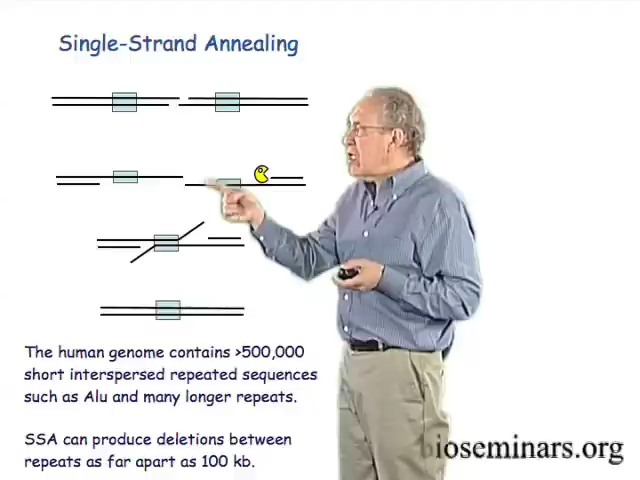 Single-Strand Annealing
The human genome contains >500,000
short interspersed repeated sequences
such as Alu and many longer repeats.
SSA can produce deletions between
repeats as far apart as 100 kb.
bioseminars.org